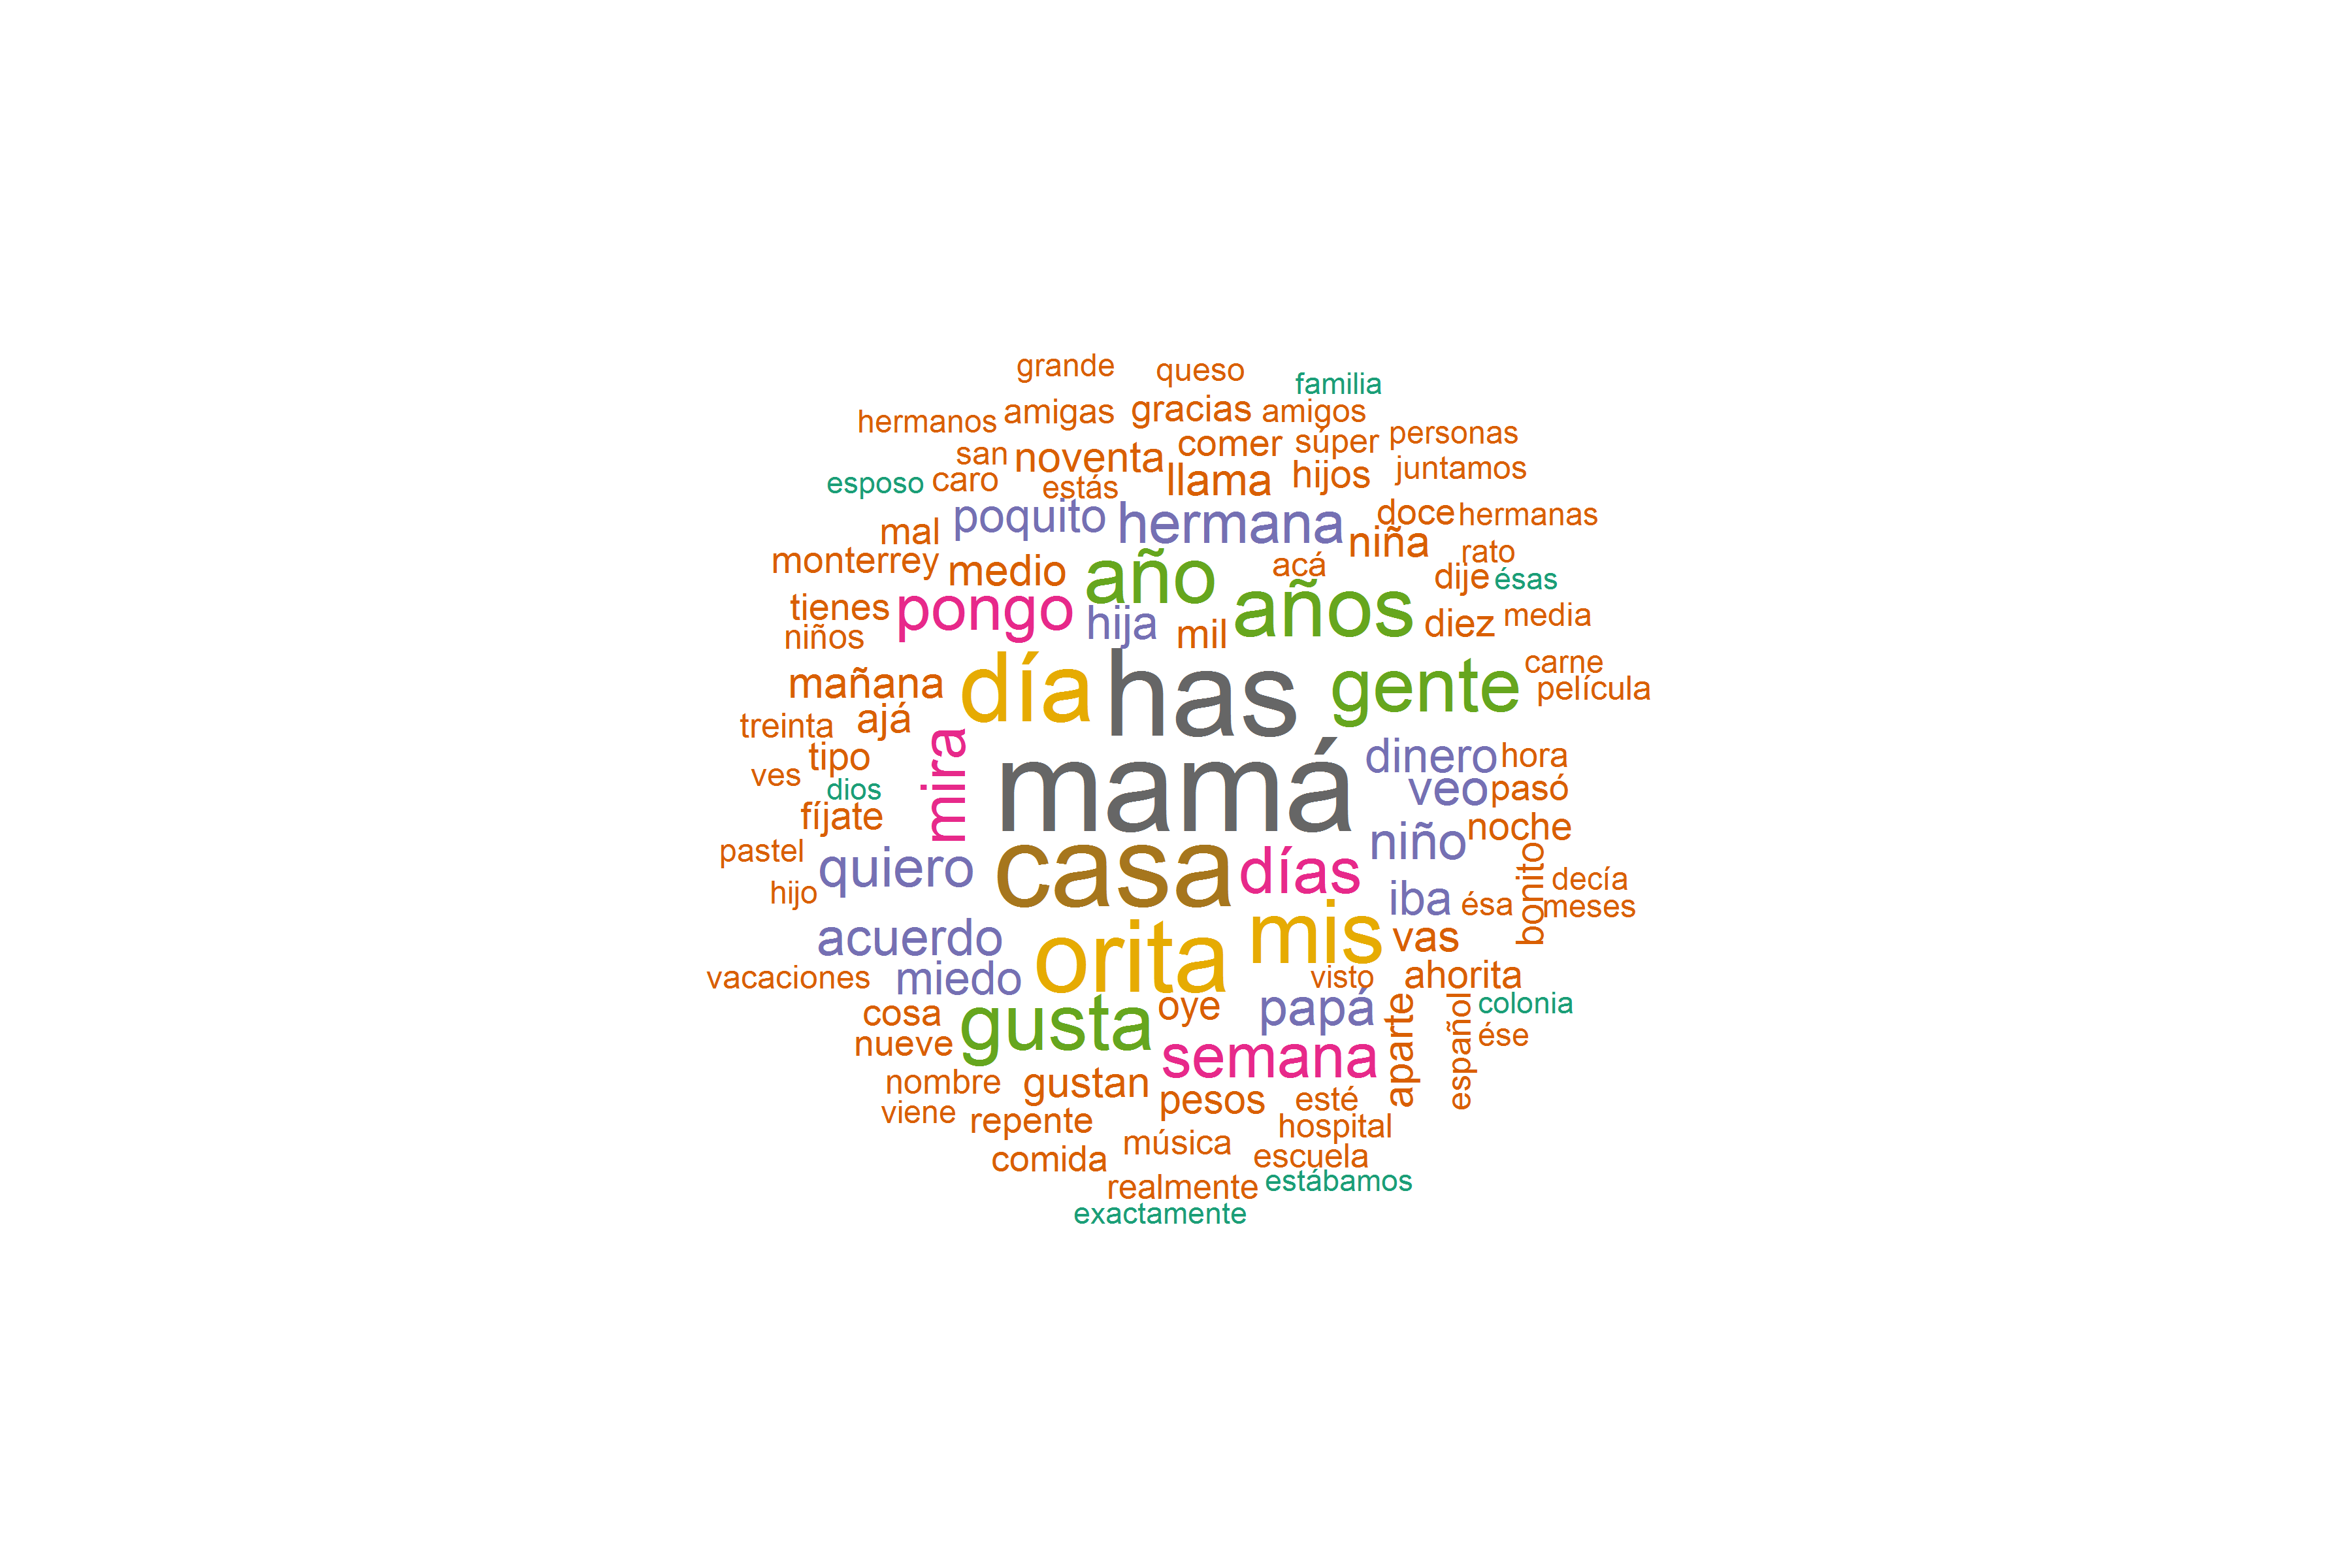 grande queso
familia
hermanos amigas gracias amigos
comer súper personas
san noventa
esposo caro estás llama hijos juntamos
poquito hermana doce hermanas
mal niña rato
monterrey medio año acá dije ésas
tienes pongo hija mil años diez media
niños
mañana día has gente carne
película
treinta ajá
tipo mira mamá dinero hora
ves dios veo pasó
fíjate
pastel quiero casa días niño noche
hijo iba ésa bonito decía
meses
acuerdo orita mis vas
vacaciones miedo visto ahorita
cosa gusta oye papá aparte español colonia
nueve semana ése
nombre gustan pesos esté
viene repente hospital
comida música escuela
realmente estábamos
exactamente